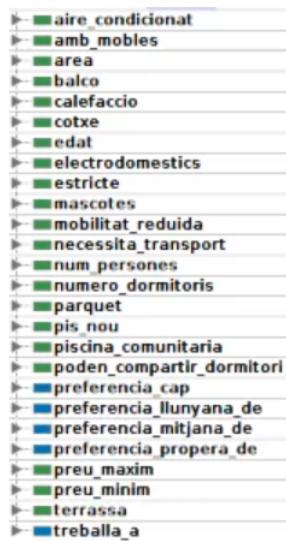 aire_condicionat
amb_mobles
area
balco
calefaccio
cotxe
edat
electrodomestics
estricte
mascotes
mobilitat_reduida
necessita_transport
num_persones
numero_dormitoris
parquet
pis_nou
piscina_comunitaria
poden_compartir_dormitori
preferencia_cap
preferencia_llunyana_de
preferencia_mitjana_de
preferencia_propera_de
preu_maxim
preu_minim
terrassa
treballa_a